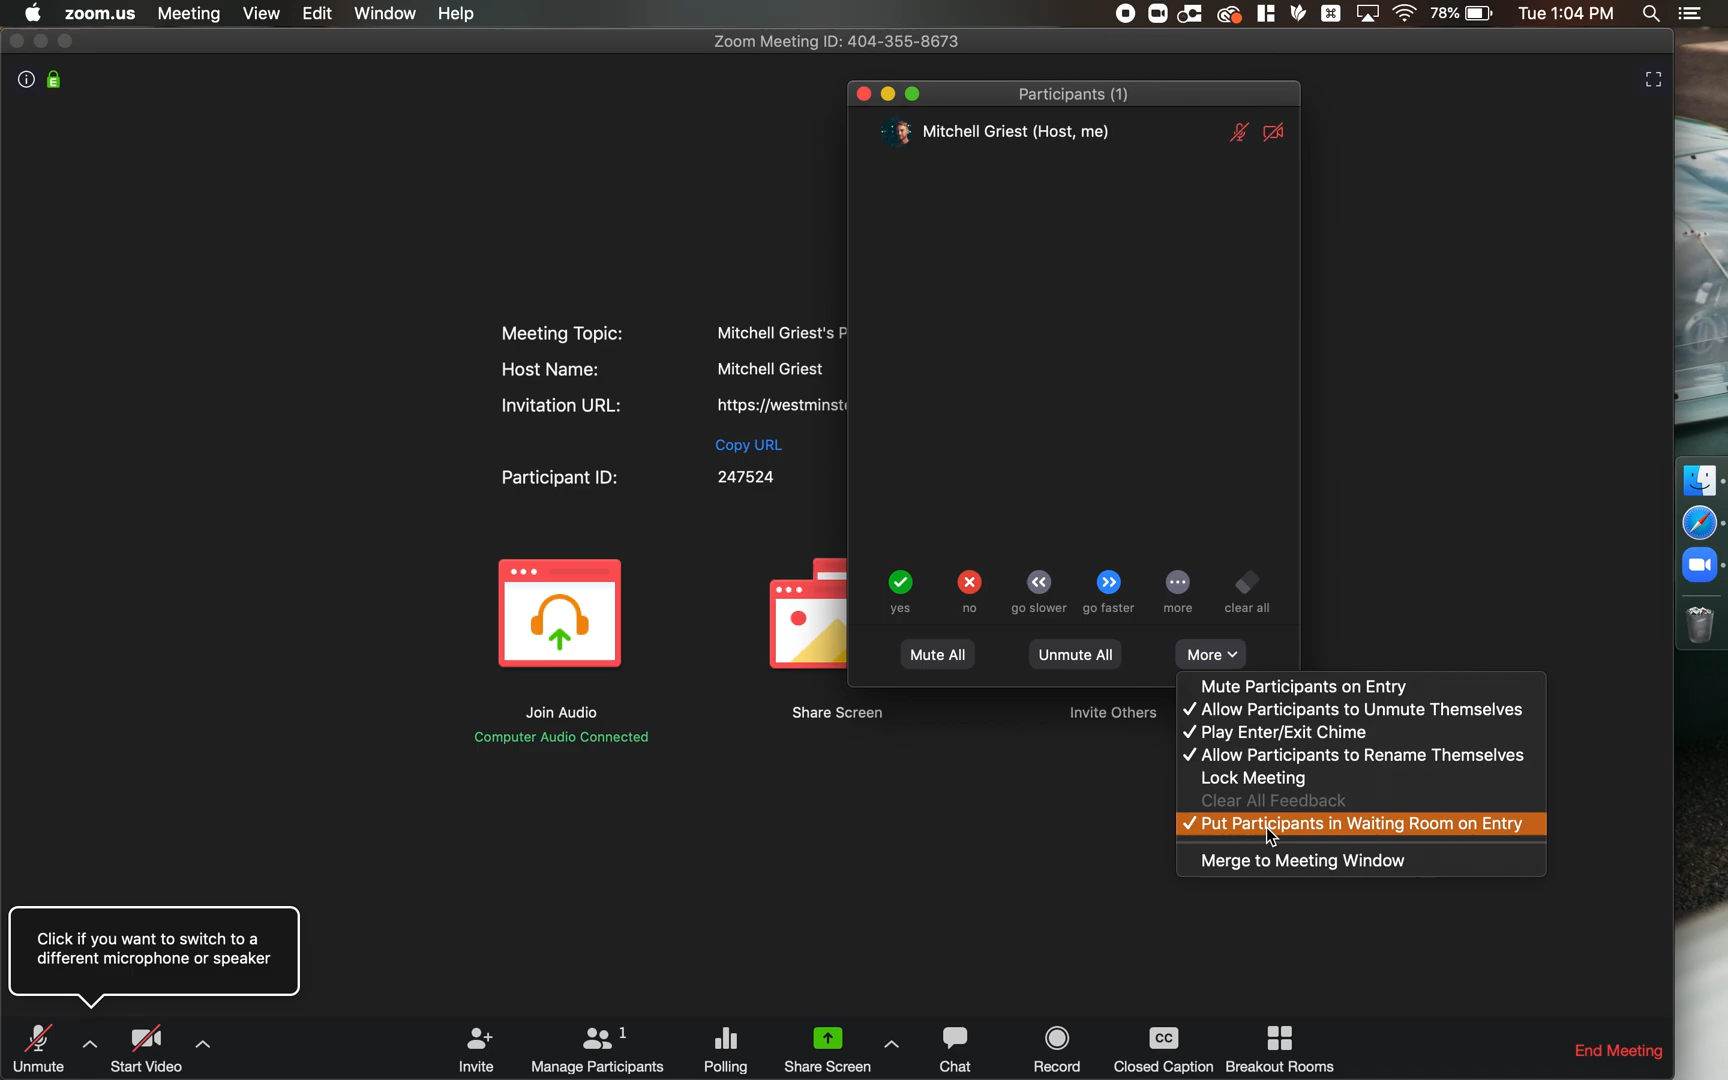 zoom.us Meeting View Edit Window Help
78% Tue 1:04 PM
Zoom Meeting ID: 404-355-8673
Participants (1)
Mitchell Griest (Host, me)
Meeting Topic: Mitchell Griest's P
Host Name: Mitchell Griest
Invitation URL: https://westminste
Copy URL
Participant ID: 247524
yes no go slower go faster more clear all
Mute All Unmute All More
Join Audio
Computer Audio Connected
Share Screen
Invite Others
Mute Participants on Entry
✓ Allow Participants to Unmute Themselves
✓ Play Enter/Exit Chime
✓ Allow Participants to Rename Themselves
Lock Meeting
Clear All Feedback
✓ Put Participants in Waiting Room on Entry
Merge to Meeting Window
Click if you want to switch to a
different microphone or speaker
1
CC
Unmute Start Video Invite Manage Participants Polling Share Screen Chat Record Closed Caption Breakout Rooms End Meeting